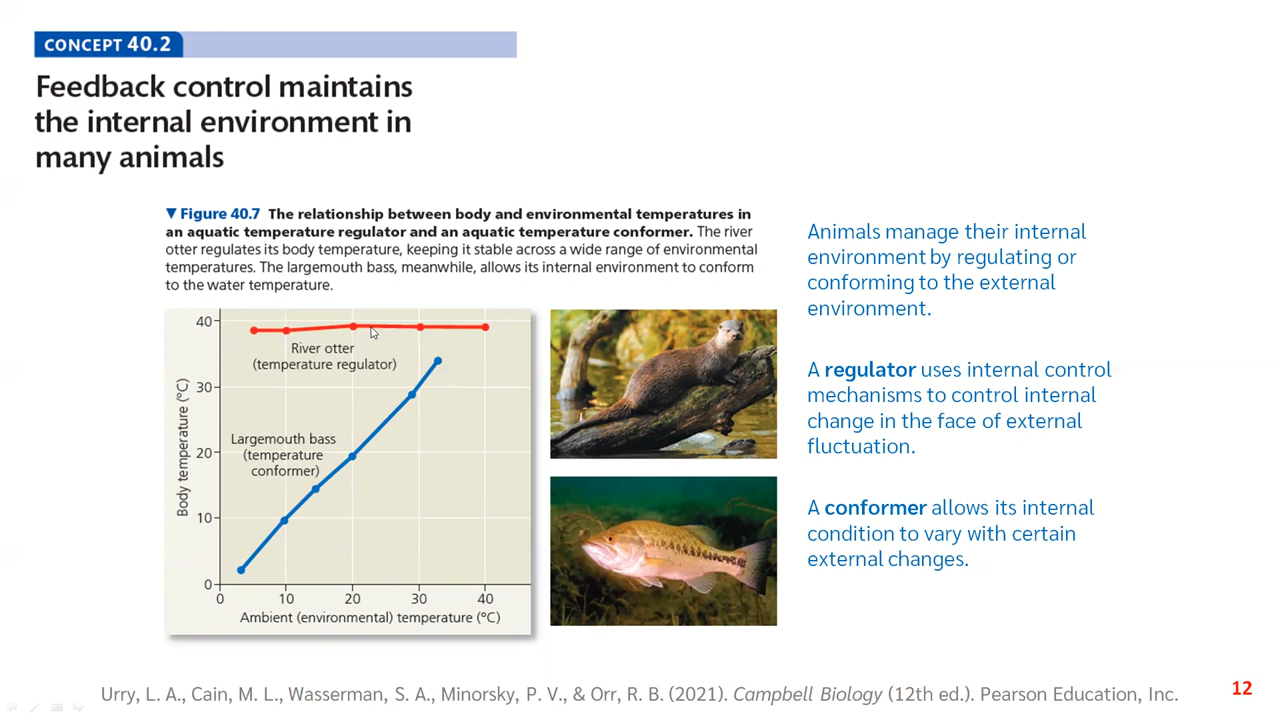 CONCEPT 40.2
Feedback control maintains
the internal environment in
many animals
▼ Figure 40.7 The relationship between body and environmental temperatures in
an aquatic temperature regulator and an aquatic temperature conformer. The river
otter regulates its body temperature, keeping it stable across a wide range of environmental
temperatures. The largemouth bass, meanwhile, allows its internal environment to conform
to the water temperature.
40
30
20
10
0
Body temperature (°C)
River otter
(temperature regulator)
Largemouth bass
(temperature
conformer)
0 10 20 30 40
Ambient (environmental) temperature (°C)
Animals manage their internal
environment by regulating or
conforming to the external
environment.
A regulator uses internal control
mechanisms to control internal
change in the face of external
fluctuation.
A conformer allows its internal
condition to vary with certain
external changes.
Urry, L. A., Cain, M. L., Wasserman, S. A., Minorsky, P. V., & Orr, R. B. (2021). Campbell Biology (12th ed.). Pearson Education, Inc.
12